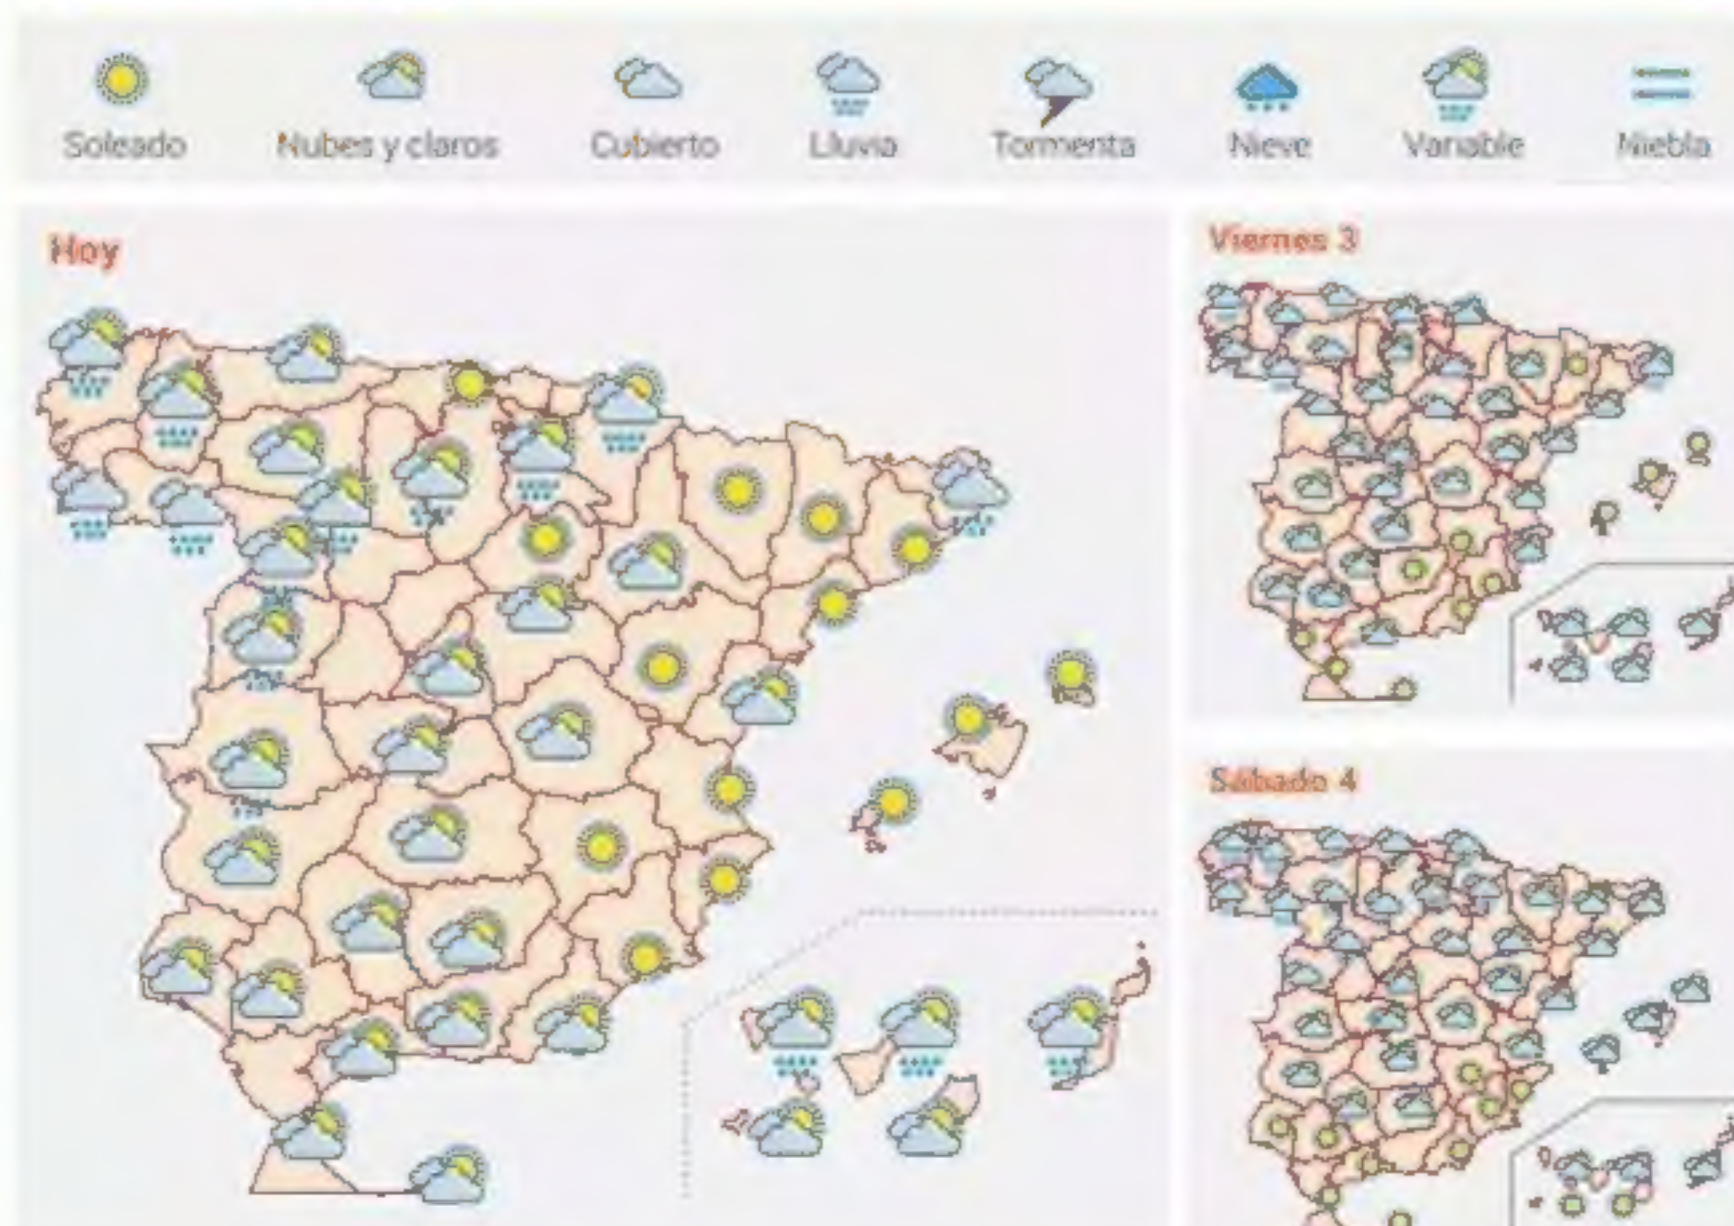 Soleado
Nubes y claros
Cubierto
Lluvia
Tormenta
Nieve
Variable
Niebla
Hoy
Viernes 3
Sábado 4